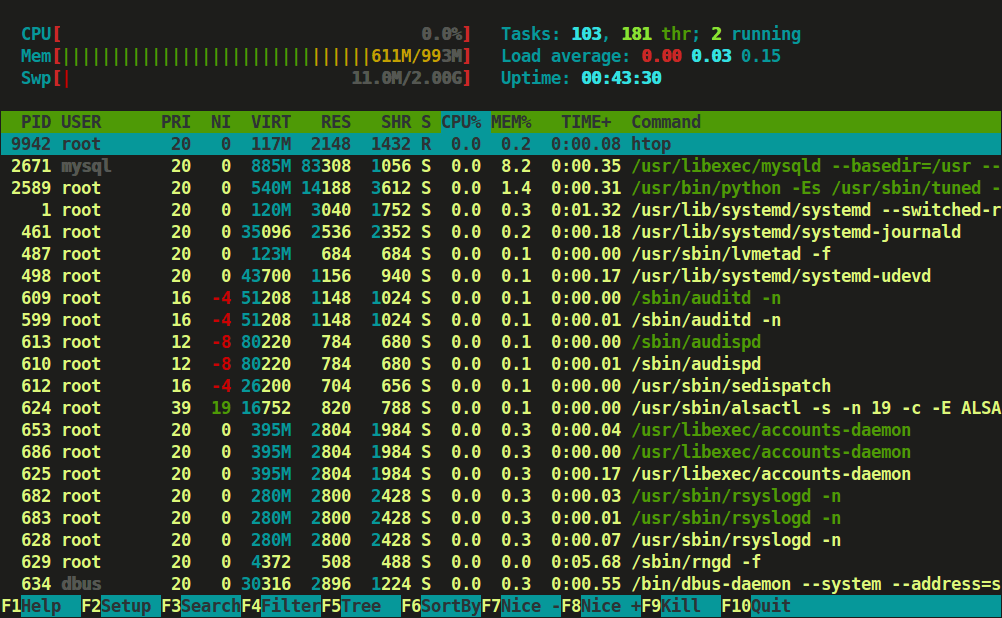 CPU[ 0.0%] Tasks: 103, 181 thr; 2 running
Mem[|||||||||||||||||||||||||||||||611M/993M] Load average: 0.00 0.03 0.15
Swp[| 11.0M/2.00G] Uptime: 00:43:30
PID USER PRI NI VIRT RES SHR S CPU% MEM% TIME+ Command
9942 root 20 0 117M 2148 1432 R 0.0 0.2 0:00.08 htop
2671 mysql 20 0 885M 83308 1056 S 0.0 8.2 0:00.35 /usr/libexec/mysqld --basedir=/usr --
2589 root 20 0 540M 14188 3612 S 0.0 1.4 0:00.31 /usr/bin/python -Es /usr/sbin/tuned -
1 root 20 0 120M 3040 1752 S 0.0 0.3 0:01.32 /usr/lib/systemd/systemd --switched-r
461 root 20 0 35096 2536 2352 S 0.0 0.2 0:00.18 /usr/lib/systemd/systemd-journald
487 root 20 0 123M 684 684 S 0.0 0.1 0:00.00 /usr/sbin/lvmetad -f
498 root 20 0 43700 1156 940 S 0.0 0.1 0:00.17 /usr/lib/systemd/systemd-udevd
609 root 16 -4 51208 1148 1024 S 0.0 0.1 0:00.00 /sbin/auditd -n
599 root 16 -4 51208 1148 1024 S 0.0 0.1 0:00.01 /sbin/auditd -n
613 root 12 -8 80220 784 680 S 0.0 0.1 0:00.00 /sbin/audispd
610 root 12 -8 80220 784 680 S 0.0 0.1 0:00.01 /sbin/audispd
612 root 16 -4 26200 704 656 S 0.0 0.1 0:00.00 /usr/sbin/sedispatch
624 root 39 19 16752 820 788 S 0.0 0.1 0:00.00 /usr/sbin/alsactl -s -n 19 -c -E ALSA
653 root 20 0 395M 2804 1984 S 0.0 0.3 0:00.04 /usr/libexec/accounts-daemon
686 root 20 0 395M 2804 1984 S 0.0 0.3 0:00.00 /usr/libexec/accounts-daemon
625 root 20 0 395M 2804 1984 S 0.0 0.3 0:00.17 /usr/libexec/accounts-daemon
682 root 20 0 280M 2800 2428 S 0.0 0.3 0:00.03 /usr/sbin/rsyslogd -n
683 root 20 0 280M 2800 2428 S 0.0 0.3 0:00.01 /usr/sbin/rsyslogd -n
628 root 20 0 280M 2800 2428 S 0.0 0.3 0:00.07 /usr/sbin/rsyslogd -n
629 root 20 0 4372 508 488 S 0.0 0.0 0:05.68 /sbin/rngd -f
634 dbus 20 0 30316 2896 1224 S 0.0 0.3 0:00.55 /bin/dbus-daemon --system --address=s
F1Help F2Setup F3SearchF4FilterF5Tree F6SortByF7Nice -F8Nice +F9Kill F10Quit